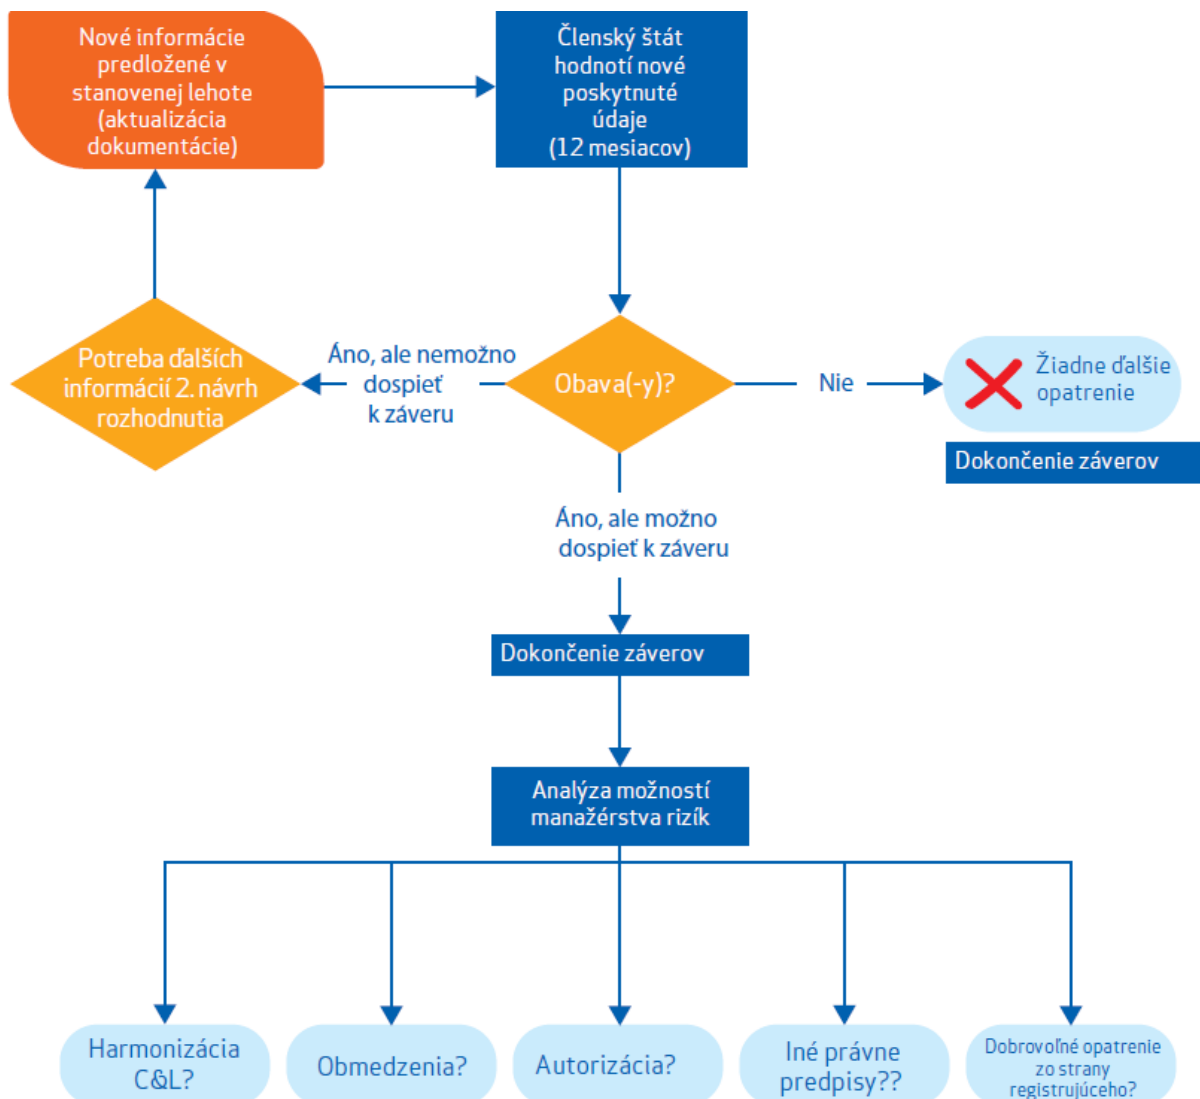 Nové informácie
predložené v
stanovenej lehote
(aktualizácia
dokumentácie)
Členský štát
hodnotí nové
poskytnuté
údaje
(12 mesiacov)
Potreba ďalších
informácií 2. návrh
rozhodnutia
Áno, ale nemožno
dospieť
k záveru
Obava(-y)?
Nie
Žiadne ďalšie
opatrenie
Dokončenie záverov
Áno, ale možno
dospieť k záveru
Dokončenie záverov
Analýza možností
manažérstva rizík
Harmonizácia
C&L?
Obmedzenia?
Autorizácia?
Iné právne
predpisy??
Dobrovoľné opatrenie
zo strany
registrujúceho?